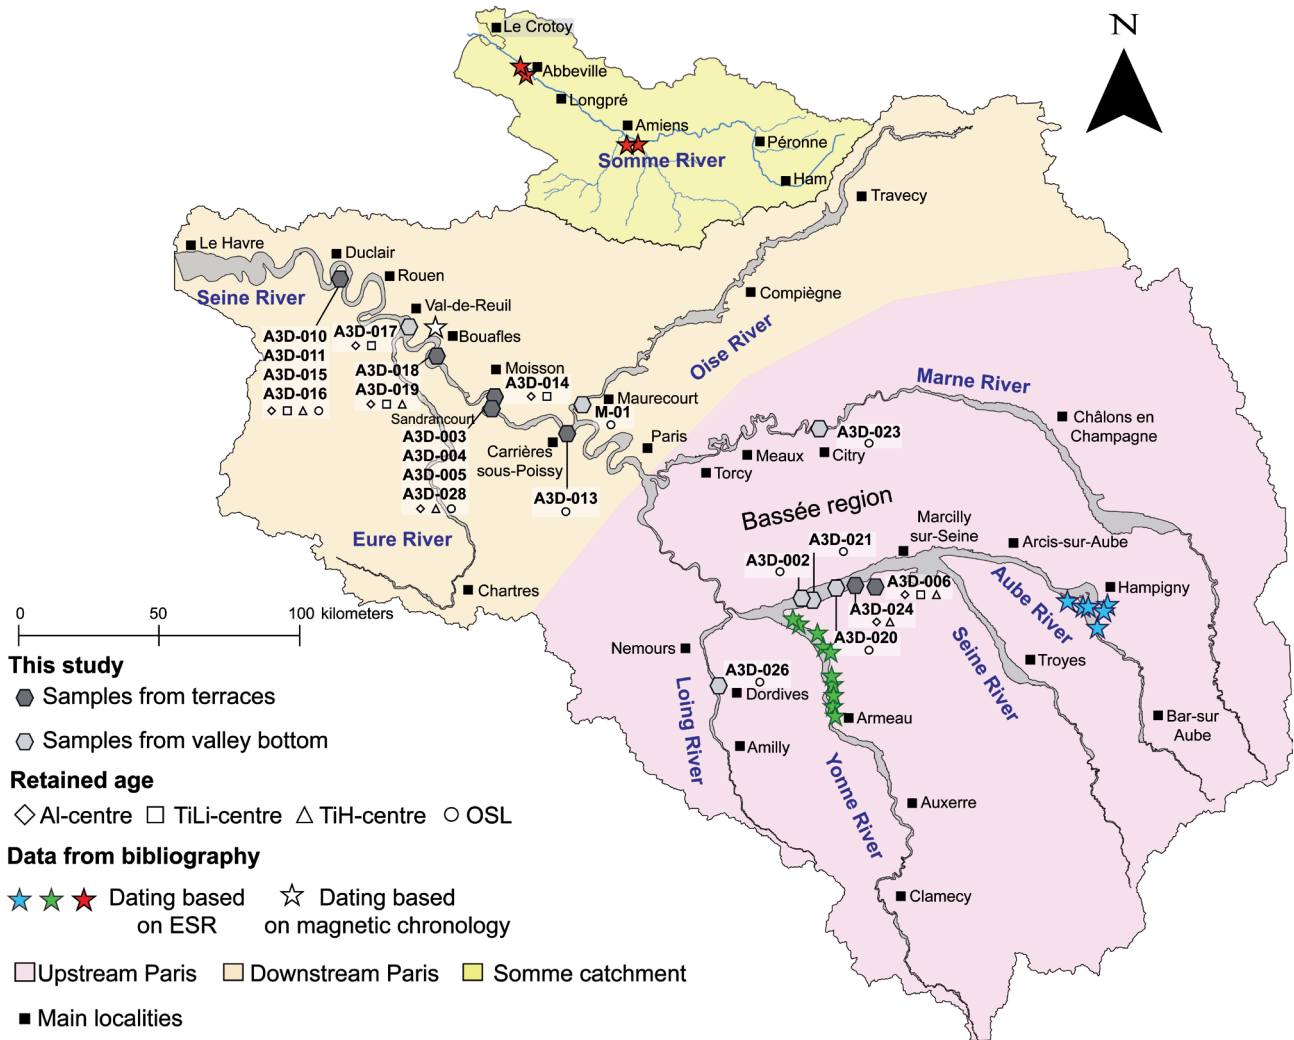 Le Crotoy
N
Abbeville
Longpré
Amiens
Péronne
Somme River
Ham
Travecy
Le Havre
Duclair
Rouen
Compiègne
Seine River
Val-de-Reuil
A3D-010
A3D-017
Bouafles
A3D-011
A3D-015
A3D-016
A3D-018
A3D-019
Moisson
A3D-014
Oise River
Marne River
Sandrancourt
Maurecourt
M-01
A3D-003
A3D-004
A3D-005
A3D-028
Carrières
sous-Poissy
Paris
A3D-013
A3D-023
Citry
Meaux
Torcy
Châlons en
Champagne
Bassée region
Marcilly
sur-Seine
Arcis-sur-Aube
Eure River
A3D-021
A3D-002
A3D-006
A3D-024
A3D-020
Aube River
Hampigny
Chartres
0 50 100 kilometers
Nemours
Seine River
Troyes
A3D-026
Dordives
Loing River
Armeau
Bar-sur
Aube
Amilly
Yonne River
Auxerre
Clamecy
This study
Samples from terraces
Samples from valley bottom
Retained age
Al-centre TiLi-centre TiH-centre OSL
Data from bibliography
Dating based
on ESR
Dating based
on magnetic chronology
Upstream Paris Downstream Paris Somme catchment
Main localities